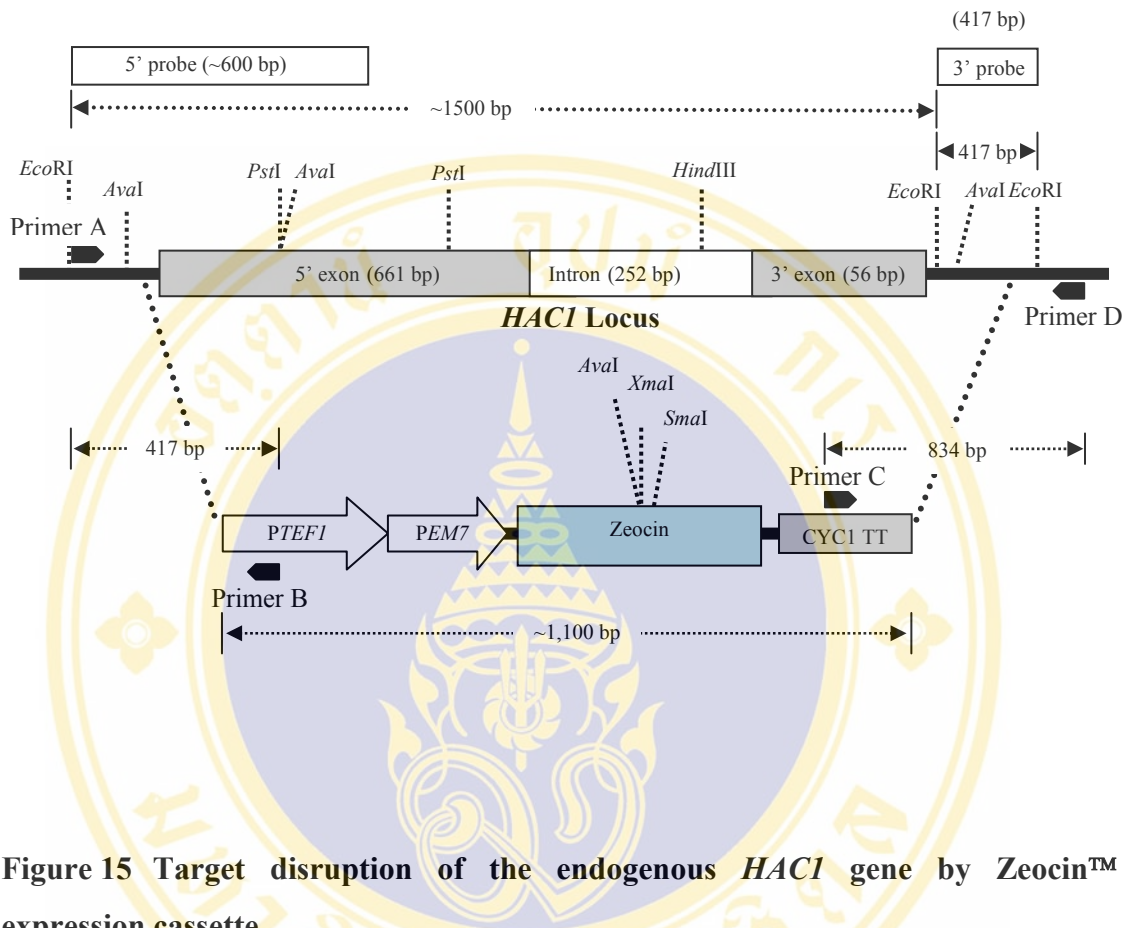 (417 bp)
5' probe (~600 bp)
3' probe
~1500 bp
417 bp
EcoRI
AvaI
PstI
AvaI
PstI
HindIII
EcoRI
AvaI
EcoRI
Primer A
5' exon (661 bp)
Intron (252 bp)
3' exon (56 bp)
HAC1 Locus
Primer D
AvaI
XmaI
SmaI
417 bp
834 bp
Primer C
PTEF1
PEM7
Zeocin
CYC1 TT
Primer B
~1,100 bp
Figure 15 Target disruption of the endogenous HAC1 gene by Zeocin™
expression cassette